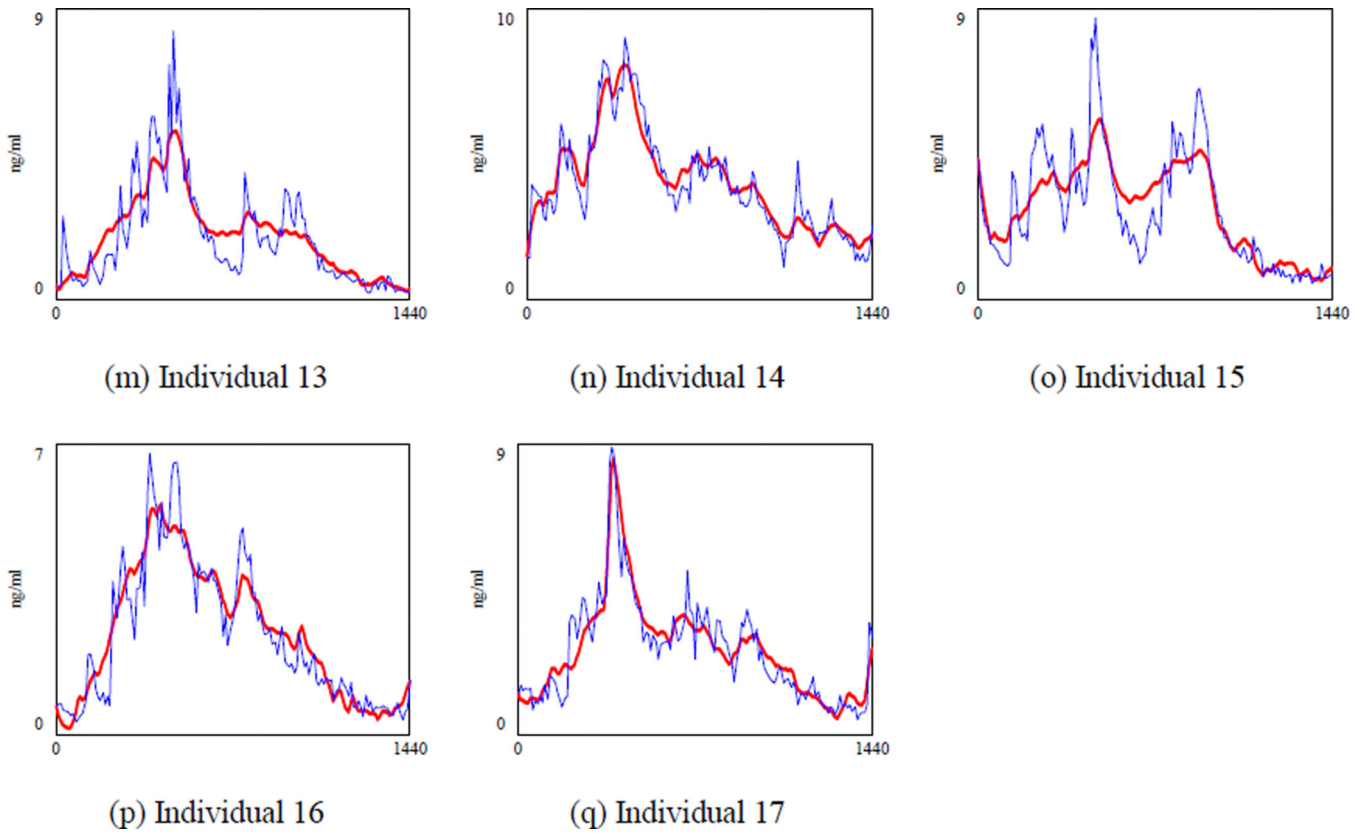 9
ng/ml
0
0 1440
(m) Individual 13
10
ng/ml
0
0 1440
(n) Individual 14
9
ng/ml
0
0 1440
(o) Individual 15
7
ng/ml
0
0 1440
(p) Individual 16
9
ng/ml
0
0 1440
(q) Individual 17